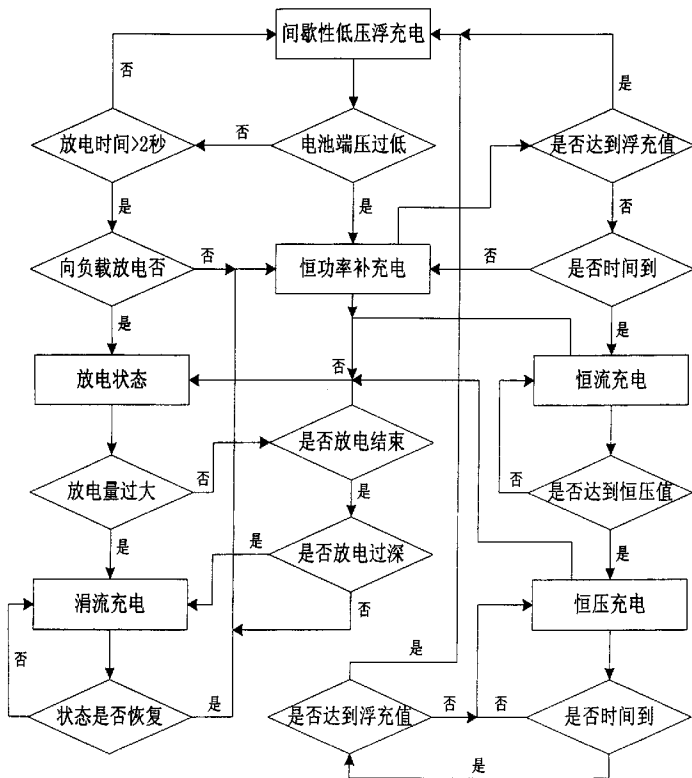 间歇性低压浮充电
否
是
放电时间>2秒
否
电池端压过低
是否达到浮充值
是
是
否
向负载放电否
否
恒功率补充电
否
是否时间到
是
是
放电状态
否
恒流充电
是否放电结束
放电量过大
否
是
否
是否达到恒压值
是
是
是否放电过深
是
涓流充电
否
恒压充电
否
是
状态是否恢复
是
是否达到浮充值
否
否
是否时间到
是